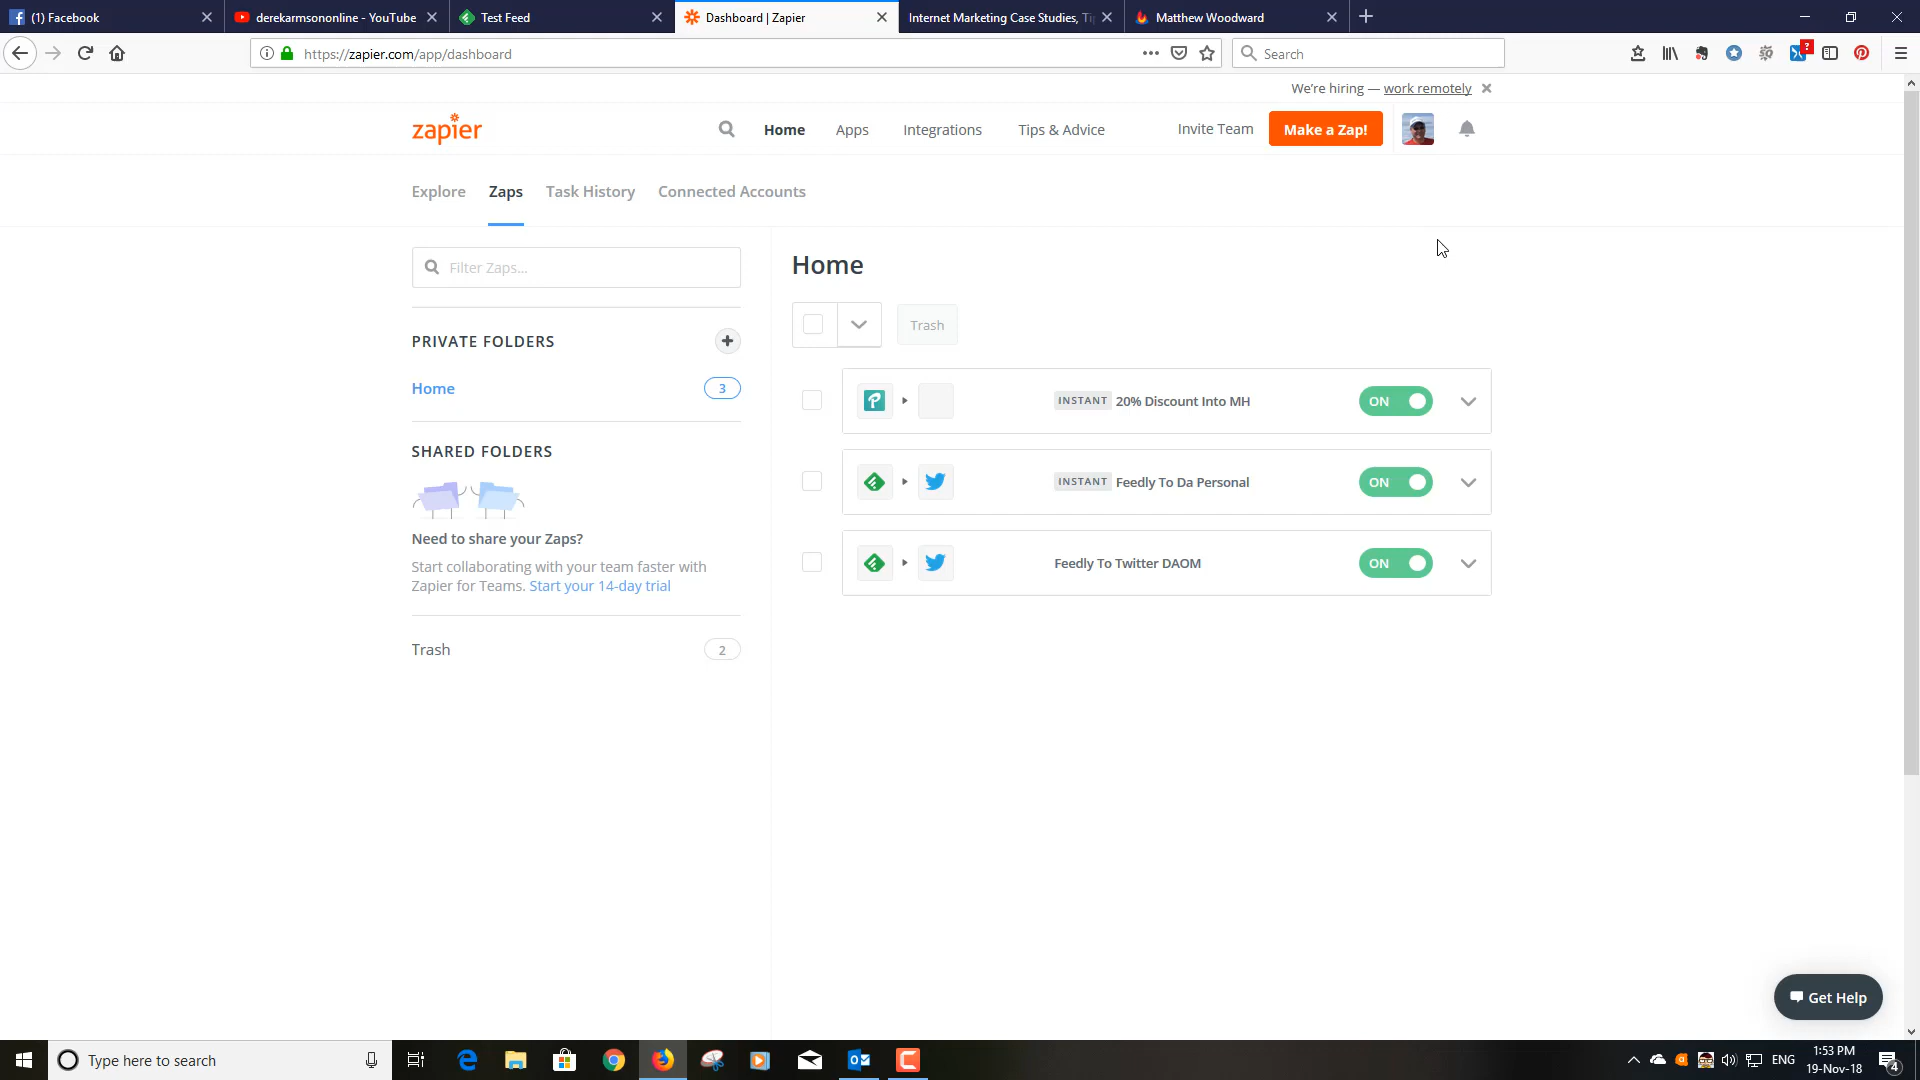 (1) Facebook
derekarmsononline - YouTube
Test Feed
Dashboard | Zapier
Internet Marketing Case Studies, Ti
Matthew Woodward
https://zapier.com/app/dashboard
Search
We're hiring — work remotely
zapier
Home
Apps
Integrations
Tips & Advice
Invite Team
Make a Zap!
Explore
Zaps
Task History
Connected Accounts
Filter Zaps...
PRIVATE FOLDERS
Home
3
SHARED FOLDERS
Need to share your Zaps?
Start collaborating with your team faster with
Zapier for Teams. Start your 14-day trial
Trash
2
Home
Trash
INSTANT 20% Discount Into MH
ON
INSTANT Feedly To Da Personal
ON
Feedly To Twitter DAOM
ON
Get Help
Type here to search
ENG
1:53 PM
19-Nov-18
4